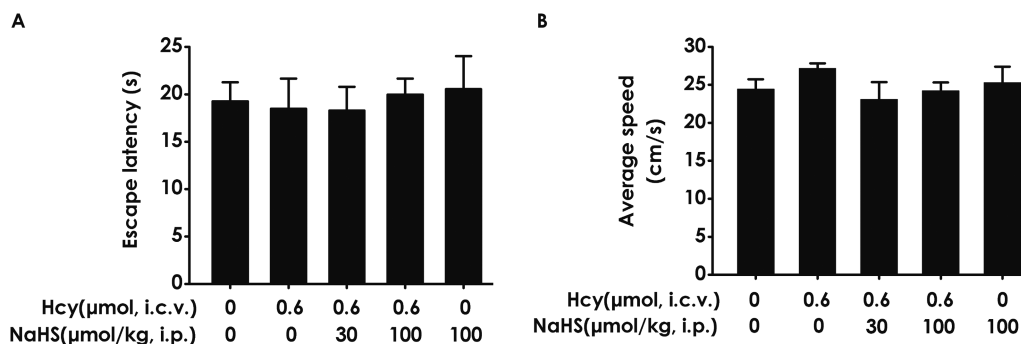 A
Escape latency (s)
25
20
15
10
5
0
Hcy(μmol, i.c.v.) 0 0.6 0.6 0.6 0
NaHS(μmol/kg, i.p.) 0 0 30 100 100
B
Average speed
(cm/s)
30
25
20
15
10
5
0
Hcy(μmol, i.c.v.) 0 0.6 0.6 0.6 0
NaHS(μmol/kg, i.p.) 0 0 30 100 100